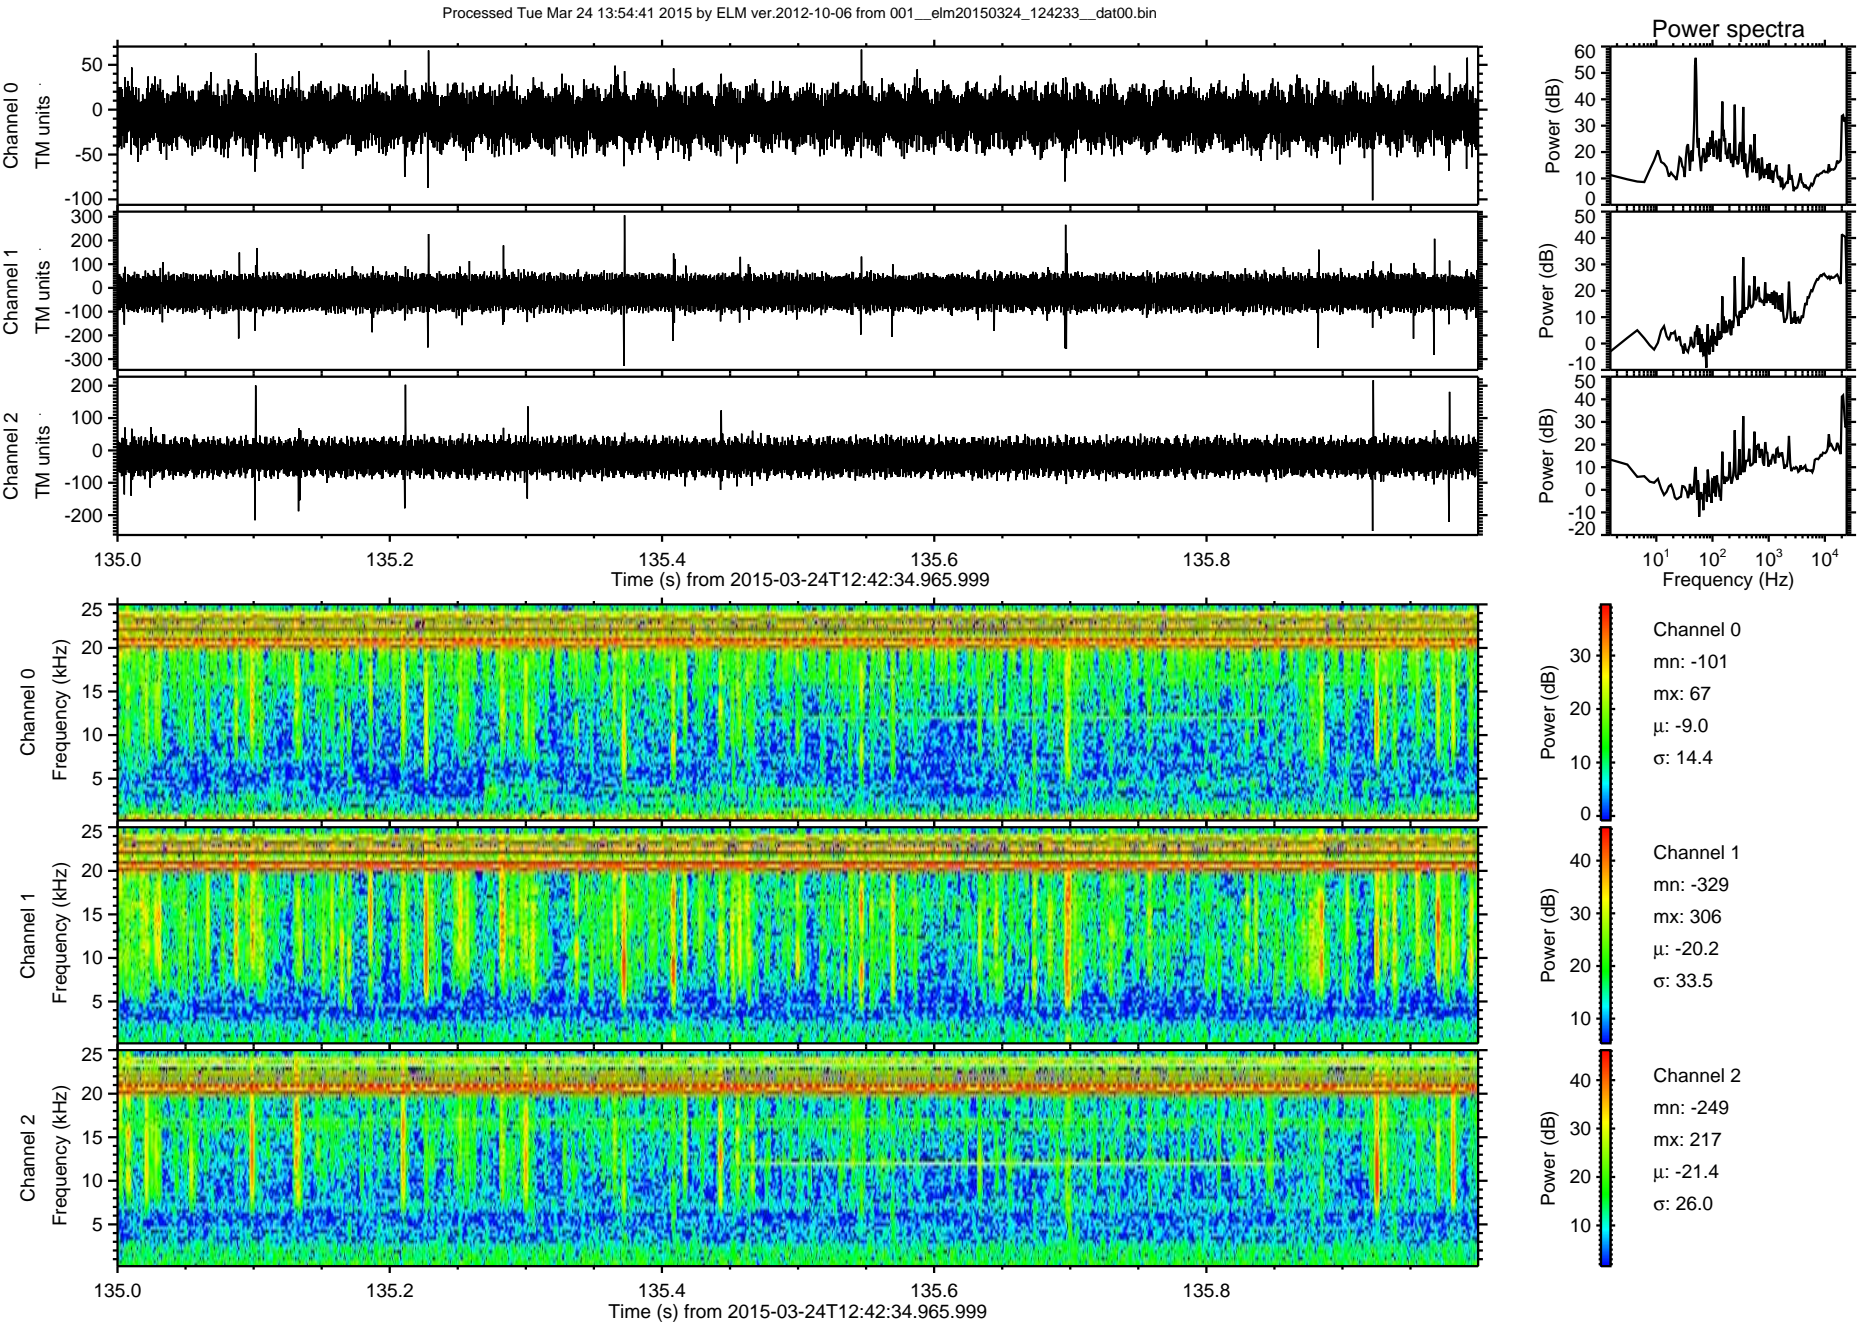 Processed Tue Mar 24 13:54:41 2015 by ELM ver.2012-10-06 from 001__elm20150324_124233__dat00.bin
Power spectra
Channel 0
TM units
50
0
-50
-100
Power (dB)
60
50
40
30
20
10
0
Channel 1
TM units
300
200
100
0
-100
-200
-300
Power (dB)
50
40
30
20
10
0
-10
Channel 2
TM units
200
100
0
-100
-200
Power (dB)
50
40
30
20
10
0
-10
-20
135.0 135.2 135.4 135.6 135.8
Time (s) from 2015-03-24T12:42:34.965.999
10¹ 10² 10³ 10⁴
Frequency (Hz)
Channel 0
Frequency (kHz)
25
20
15
10
5
Power (dB)
30
20
10
0
Channel 0
mn: -101
mx: 67
μ: -9.0
σ: 14.4
Channel 1
Frequency (kHz)
25
20
15
10
5
Power (dB)
40
30
20
10
Channel 1
mn: -329
mx: 306
μ: -20.2
σ: 33.5
Channel 2
Frequency (kHz)
25
20
15
10
5
Power (dB)
40
30
20
10
Channel 2
mn: -249
mx: 217
μ: -21.4
σ: 26.0
135.0 135.2 135.4 135.6 135.8
Time (s) from 2015-03-24T12:42:34.965.999